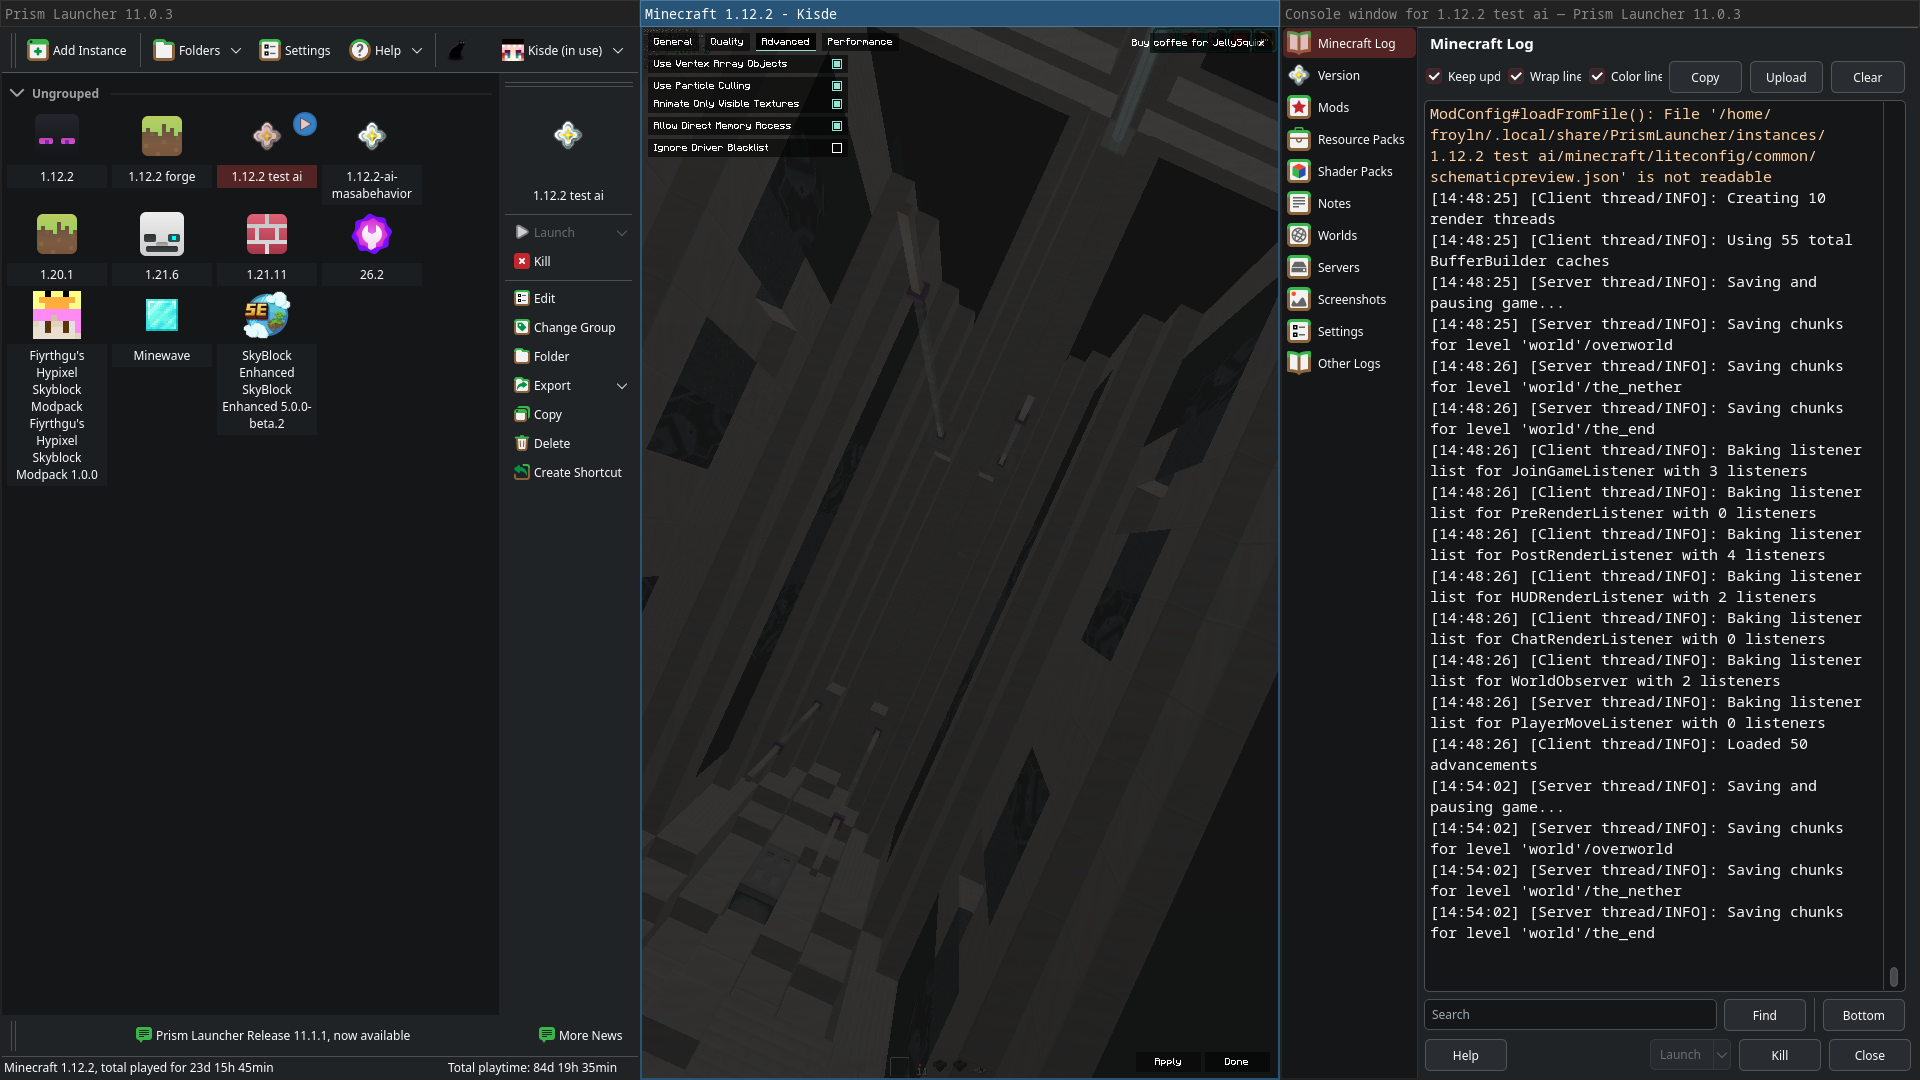 Prism Launcher 11.0.3
Add Instance
Folders
Settings
Help
Kisde (in use)
Ungrouped
1.12.2
1.12.2 forge
1.12.2 test ai
1.12.2-ai-
masabehavior
1.20.1
1.21.6
1.21.11
26.2
Fiyrthgu's
Hypixel
Skyblock
Modpack
Fiyrthgu's
Hypixel
Skyblock
Modpack 1.0.0
Minewave
SkyBlock
Enhanced
SkyBlock
Enhanced 5.0.0-
beta.2
1.12.2 test ai
Launch
Kill
Edit
Change Group
Folder
Export
Copy
Delete
Create Shortcut
Prism Launcher Release 11.1.1, now available
More News
Minecraft 1.12.2, total played for 23d 15h 45min
Total playtime: 84d 19h 35min
Minecraft 1.12.2 - Kisde
General
Quality
Advanced
Performance
Buy coffee for JellySquid
Use Vertex Array Objects
Use Particle Culling
Animate Only Visible Textures
Allow Direct Memory Access
Ignore Driver Blacklist
Apply
Done
Console window for 1.12.2 test ai — Prism Launcher 11.0.3
Minecraft Log
Version
Mods
Resource Packs
Shader Packs
Notes
Worlds
Servers
Screenshots
Settings
Other Logs
Minecraft Log
Keep upd
Wrap line
Color line
Copy
Upload
Clear
ModConfig#loadFromFile(): File '/home/
froyln/.local/share/PrismLauncher/instances/
1.12.2 test ai/minecraft/liteconfig/common/
schematicpreview.json' is not readable
[14:48:25] [Client thread/INFO]: Creating 10
render threads
[14:48:25] [Client thread/INFO]: Using 55 total
BufferBuilder caches
[14:48:25] [Server thread/INFO]: Saving and
pausing game...
[14:48:25] [Server thread/INFO]: Saving chunks
for level 'world'/overworld
[14:48:26] [Server thread/INFO]: Saving chunks
for level 'world'/the_nether
[14:48:26] [Server thread/INFO]: Saving chunks
for level 'world'/the_end
[14:48:26] [Client thread/INFO]: Baking listener
list for JoinGameListener with 3 listeners
[14:48:26] [Client thread/INFO]: Baking listener
list for PreRenderListener with 0 listeners
[14:48:26] [Client thread/INFO]: Baking listener
list for PostRenderListener with 4 listeners
[14:48:26] [Client thread/INFO]: Baking listener
list for HUDRenderListener with 2 listeners
[14:48:26] [Client thread/INFO]: Baking listener
list for ChatRenderListener with 0 listeners
[14:48:26] [Client thread/INFO]: Baking listener
list for WorldObserver with 2 listeners
[14:48:26] [Server thread/INFO]: Baking listener
list for PlayerMoveListener with 0 listeners
[14:48:26] [Client thread/INFO]: Loaded 50
advancements
[14:54:02] [Server thread/INFO]: Saving and
pausing game...
[14:54:02] [Server thread/INFO]: Saving chunks
for level 'world'/overworld
[14:54:02] [Server thread/INFO]: Saving chunks
for level 'world'/the_nether
[14:54:02] [Server thread/INFO]: Saving chunks
for level 'world'/the_end
Search
Find
Bottom
Help
Launch
Kill
Close